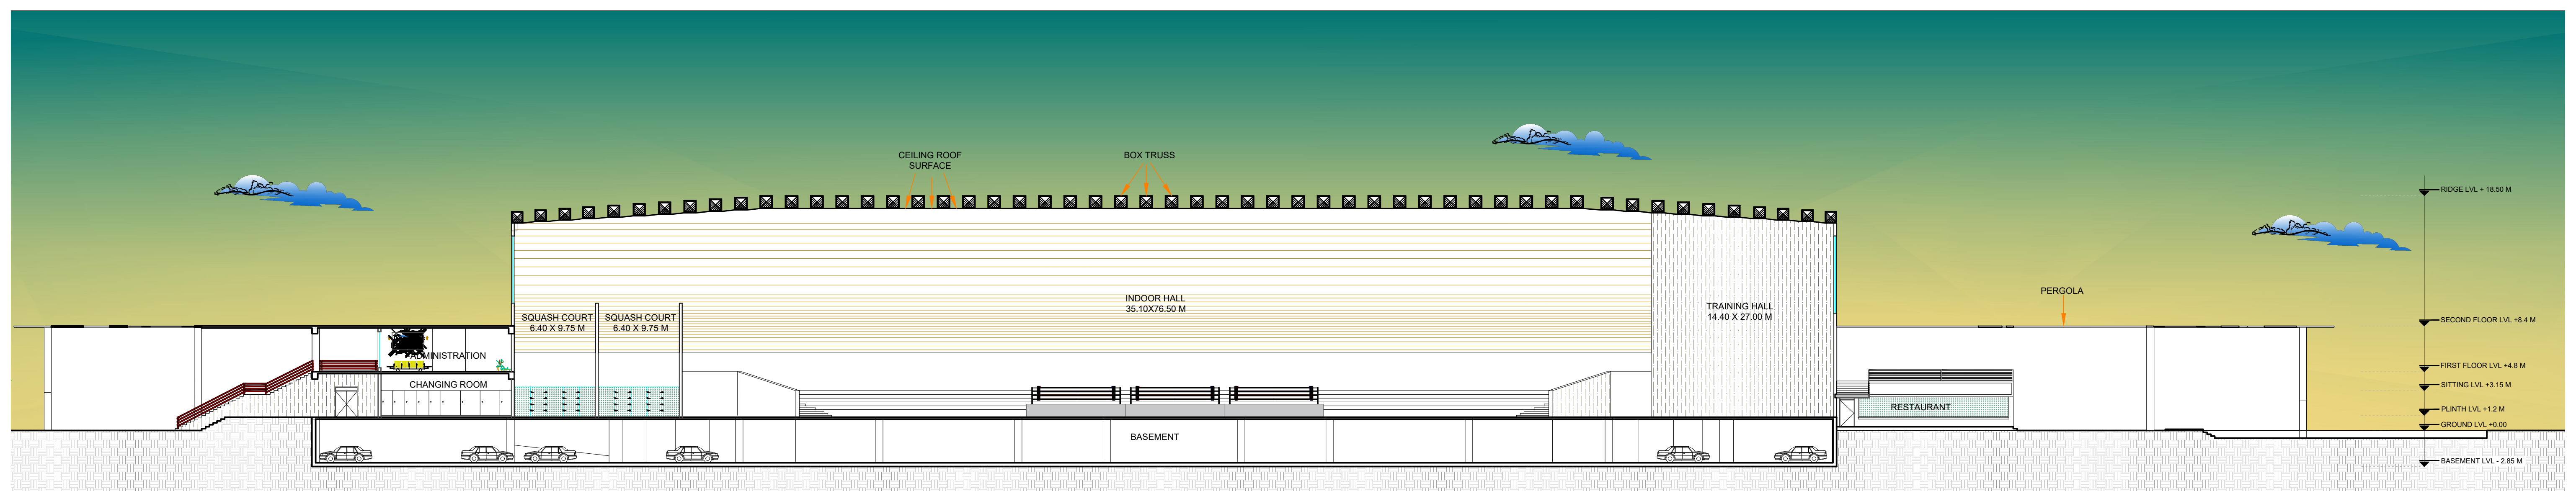 CEILING ROOF
SURFACE
BOX TRUSS
RIDGE LVL + 18.50 M
PERGOLA
INDOOR HALL
35.10X76.50 M
TRAINING HALL
14.40 X 27.00 M
SQUASH COURT
6.40 X 9.75 M
SQUASH COURT
6.40 X 9.75 M
SECOND FLOOR LVL +8.4 M
ADMINISTRATION
FIRST FLOOR LVL +4.8 M
CHANGING ROOM
SITTING LVL +3.15 M
RESTAURANT
PLINTH LVL +1.2 M
GROUND LVL +0.00
BASEMENT
BASEMENT LVL - 2.85 M